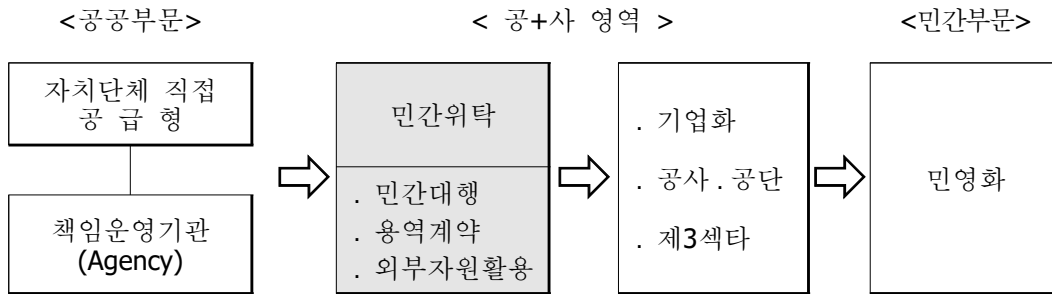 <공공부문>
< 공+사 영역 >
<민간부문>
자치단체 직접
공 급 형
책임운영기관
(Agency)
민간위탁
. 민간대행
. 용역계약
. 외부자원활용
. 기업화
. 공사 . 공단
. 제3섹타
민영화